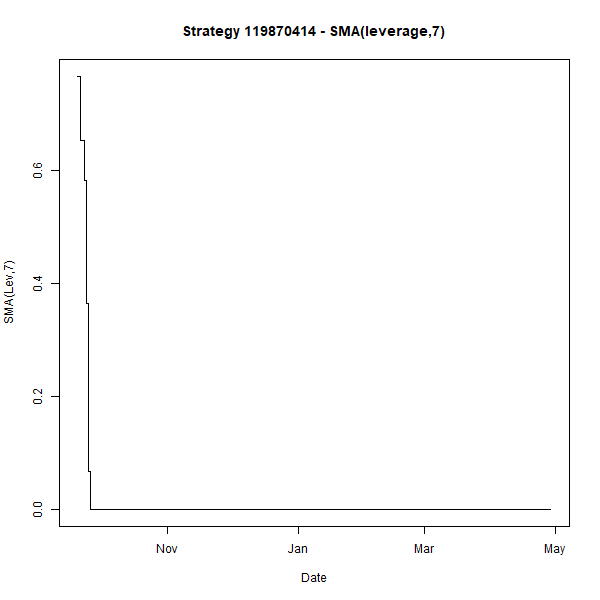 Strategy 119870414 - SMA(leverage,7)
SMA(Lev,7)
0.6
0.4
0.2
0.0
Nov Jan Mar May
Date